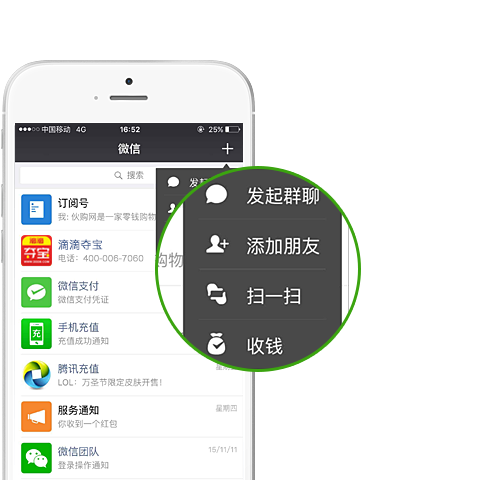 中国移动 4G 16:52 25%
微信
搜索
发起
发起群聊
添加朋友
扫一扫
收钱
购物
订阅号
我: 伙购网是一家零钱购物
滴滴夺宝
电话：400-006-7060
夺宝
微信支付
微信支付凭证
手机充值
充值成功通知
腾讯充值
LOL：万圣节限定皮肤开售!
服务通知 星期四
你收到一个红包
微信团队 15/11/11
登录操作通知